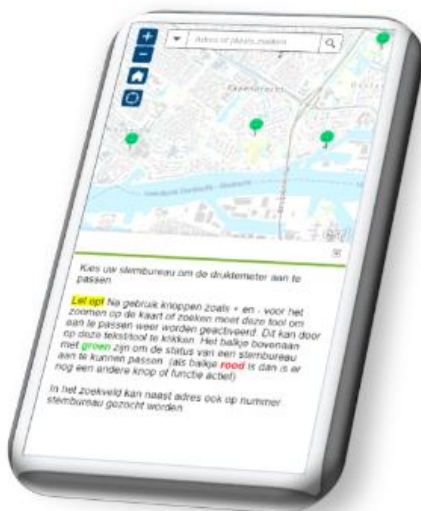 +
Adres of plaats zoeken
−
Papendrecht
esri
Kies uw stembureau om de druktemeter aan te
passen
Let op! Na gebruik knoppen zoals + en - voor het
zoomen op de kaart of zoeken moet deze tool om
aan te passen weer worden geactiveerd. Dit kan door
op deze tekst/tool te klikken. Het balkje bovenaan
met groen zijn om de status van een stembureau
aan te kunnen passen. (als balkje rood is dan is er
nog een andere knop of functie actief)
In het zoekveld kan naast adres ook op nummer
stembureau gezocht worden